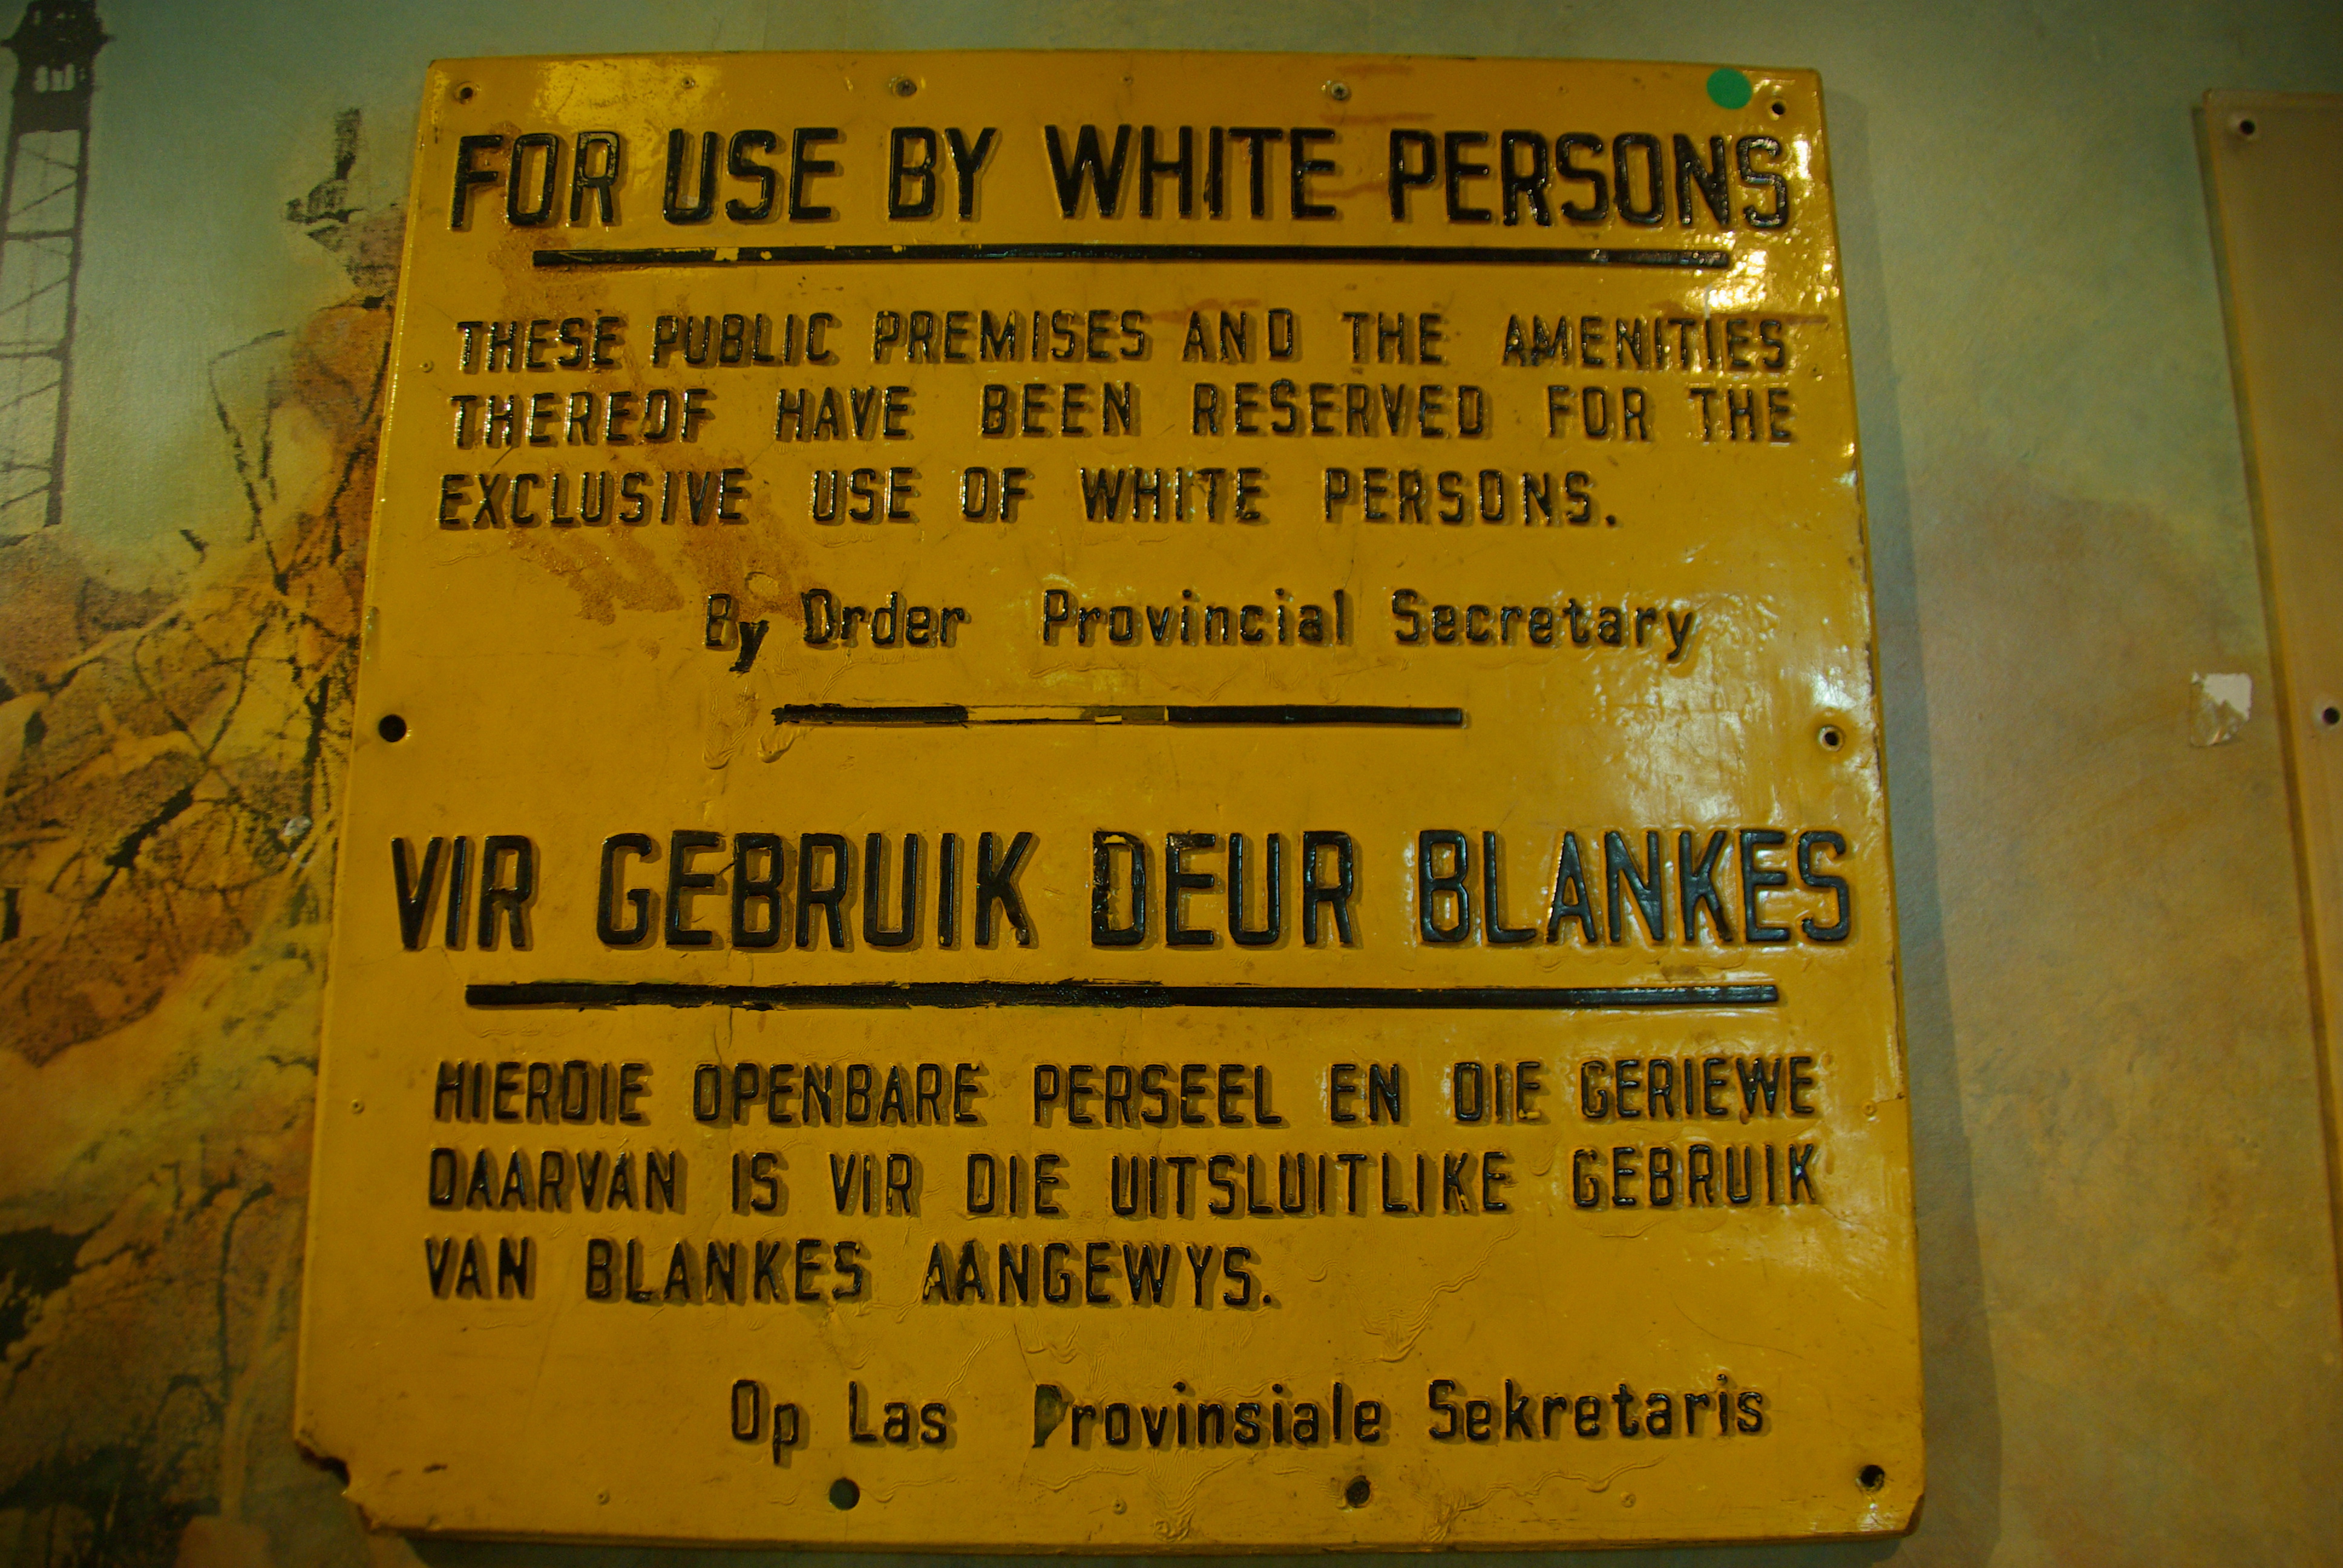 FOR USE BY WHITE PERSONS
THESE PUBLIC PREMISES AND THE AMENITIES
THEREOF HAVE BEEN RESERVED FOR THE
EXCLUSIVE USE OF WHITE PERSONS.
By Order Provincial Secretary
VIR GEBRUIK DEUR BLANKES
HIERDIE OPENBARE PERSEEL EN DIE GERIEWE
DAARVAN IS VIR DIE UITSLUITLIKE GEBRUIK
VAN BLANKES AANGEWYS.
Op Las Provinsiale Sekretaris